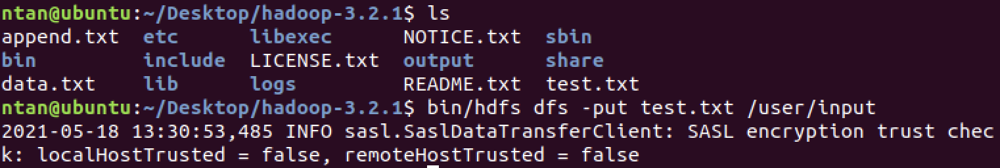 ntan@ubuntu:~/Desktop/hadoop-3.2.1$ ls
append.txt  etc      libexec      NOTICE.txt  sbin
bin         include  LICENSE.txt  output      share
data.txt    lib      logs         README.txt  test.txt
ntan@ubuntu:~/Desktop/hadoop-3.2.1$ bin/hdfs dfs -put test.txt /user/input
2021-05-18 13:30:53,485 INFO sasl.SaslDataTransferClient: SASL encryption trust chec
k: localHostTrusted = false, remoteHostTrusted = false